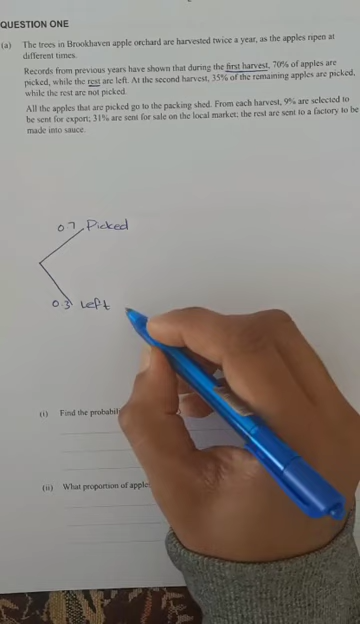 QUESTION ONE
(a) The trees in Brookhaven apple orchard are harvested twice a year, as the apples ripen at
different times.
Records from previous years have shown that during the first harvest, 70% of apples are
picked, while the rest are left. At the second harvest, 35% of the remaining apples are picked,
while the rest are not picked.
All the apples that are picked go to the packing shed. From each harvest, 9% are selected to
be sent for export; 31% are sent for sale on the local market; the rest are sent to a factory to be
made into sauce.
0.7 Picked
0.3 Left
(i) Find the
(ii) What proportion of